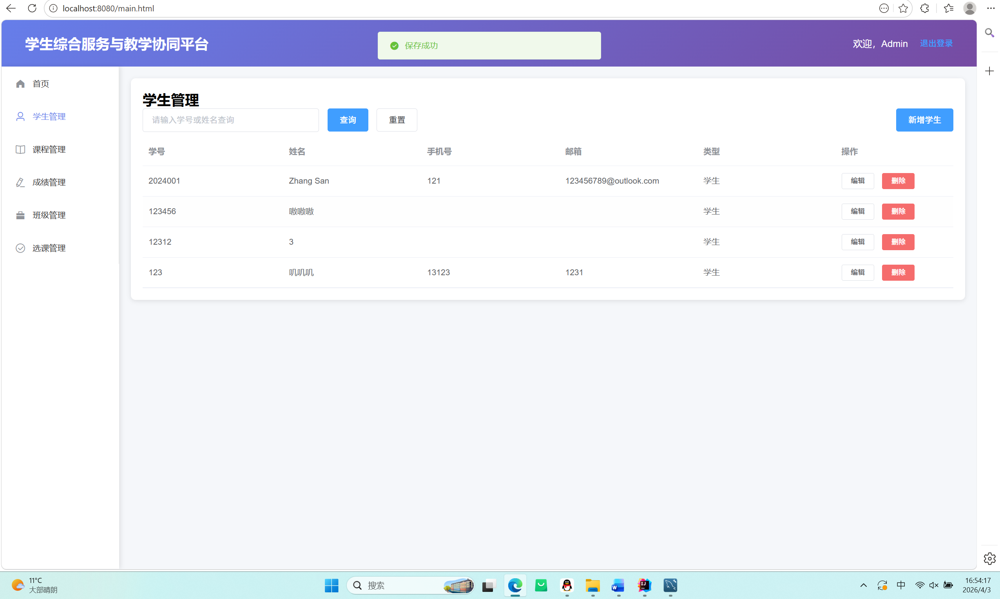 localhost:8080/main.html
学生综合服务与教学协同平台
保存成功
欢迎，Admin 退出登录
首页
学生管理
课程管理
成绩管理
班级管理
选课管理
学生管理
请输入学号或姓名查询 查询 重置 新增学生
学号 姓名 手机号 邮箱 类型 操作
2024001 Zhang San 121 123456789@outlook.com 学生 编辑 删除
123456 嗷嗷嗷 学生 编辑 删除
12312 3 学生 编辑 删除
123 叽叽叽 13123 1231 学生 编辑 删除
11°C
大部晴朗
搜索
中
16:54:17
2026/4/3